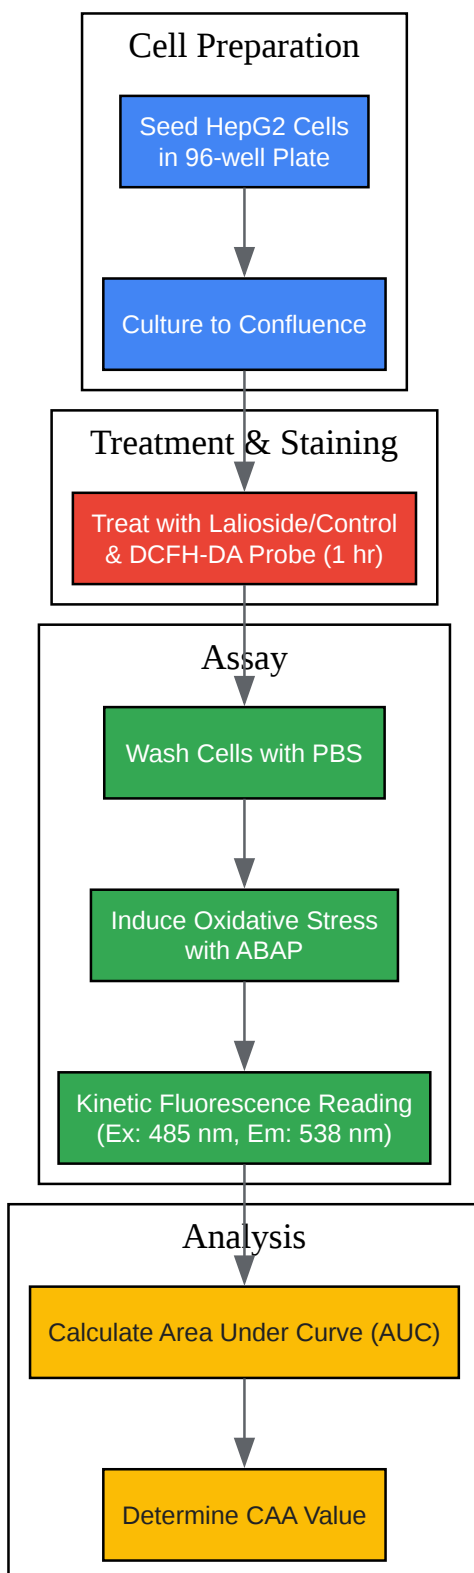 Cell Preparation
Seed HepG2 Cells
in 96-well Plate
Culture to Confluence
Treatment & Staining
Treat with Lalioside/Control
& DCFH-DA Probe (1 hr)
Assay
Wash Cells with PBS
Induce Oxidative Stress
with ABAP
Kinetic Fluorescence Reading
(Ex: 485 nm, Em: 538 nm)
Analysis
Calculate Area Under Curve (AUC)
Determine CAA Value